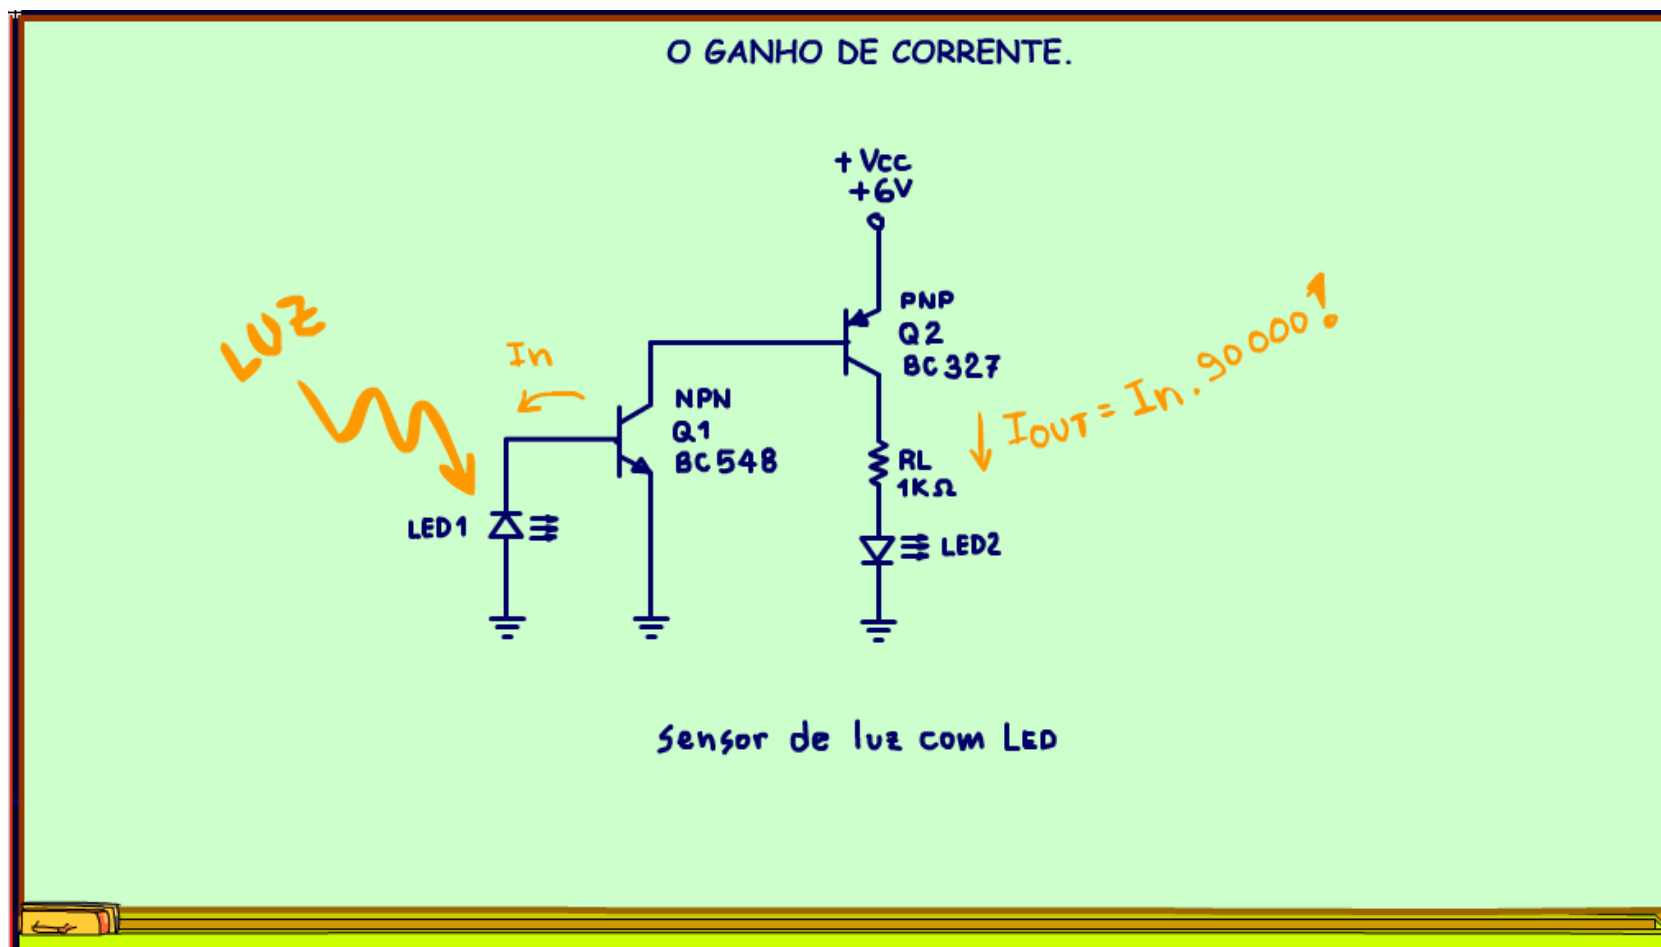 O GANHO DE CORRENTE.
+Vcc
+6V
LUZ
In
PNP
Q2
BC327
NPN
Q1
BC548
IOUT = In.90000!
RL
1KΩ
LED1
LED2
Sensor de luz com LED